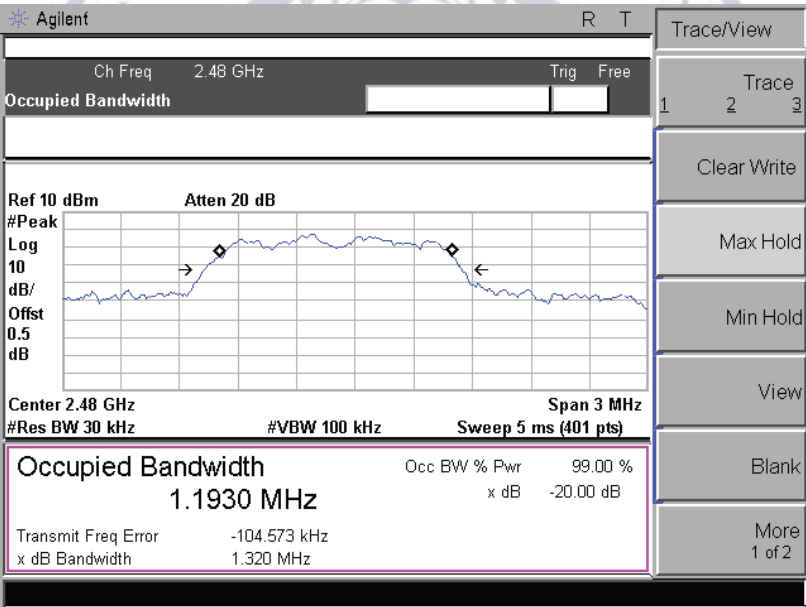 Agilent R T
Trace/View
Ch Freq 2.48 GHz Trig Free
Occupied Bandwidth
Trace
1 2 3
Clear Write
Max Hold
Min Hold
View
Blank
More
1 of 2
Ref 10 dBm Atten 20 dB
#Peak
Log
10
dB/
Offst
0.5
dB
Center 2.48 GHz Span 3 MHz
#Res BW 30 kHz #VBW 100 kHz Sweep 5 ms (401 pts)
Occupied Bandwidth Occ BW % Pwr 99.00 %
1.1930 MHz x dB -20.00 dB
Transmit Freq Error -104.573 kHz
x dB Bandwidth 1.320 MHz